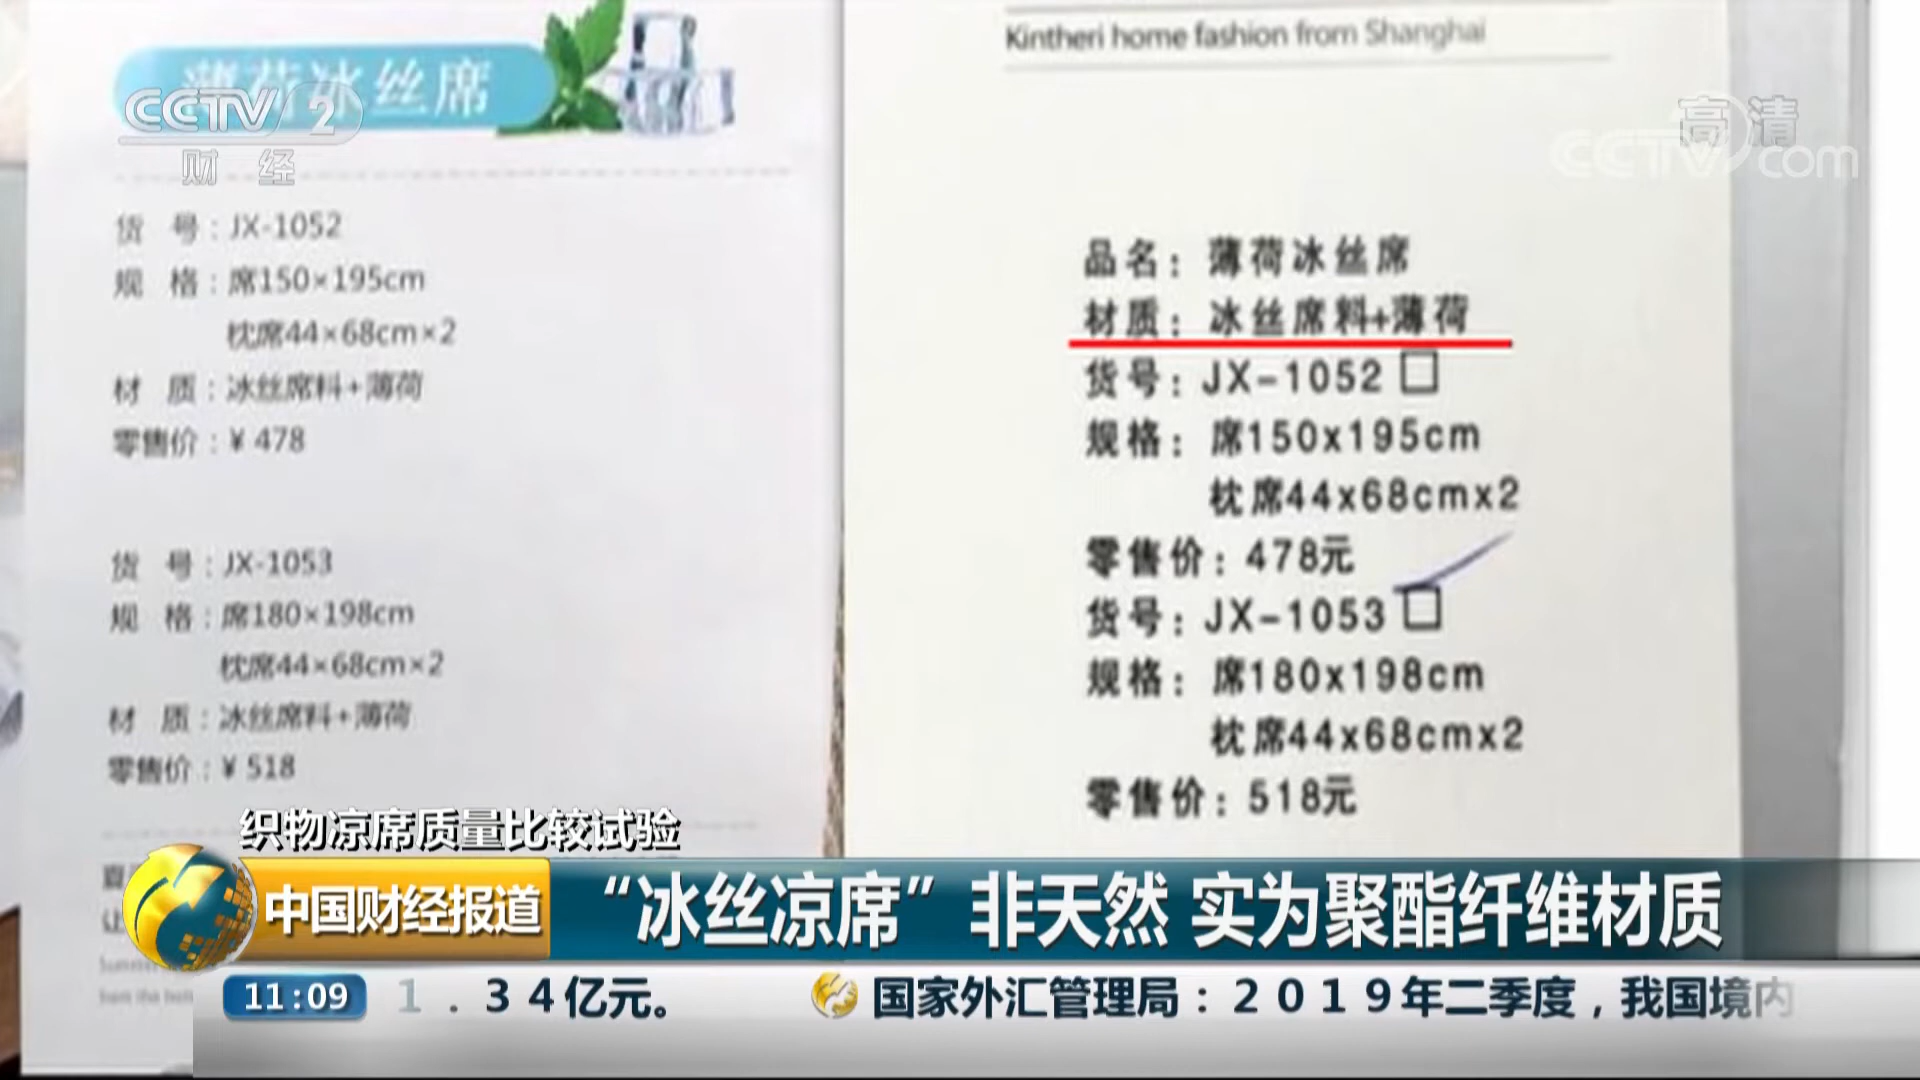 薄荷冰丝席
CCTV 2
财 经
货 号：JX-1052
规 格：席150×195cm
枕席44×68cm×2
材 质：冰丝席料+薄荷
零售价：¥ 478
货 号：JX-1053
规 格：席180×198cm
枕席44×68cm×2
材 质：冰丝席料+薄荷
零售价：¥ 518
Kintheri home fashion from Shanghai
高清
CCTV.com
品名：薄荷冰丝席
材质：冰丝席料+薄荷
货号：JX-1052
规格：席150x195cm
枕席44x68cmx2
零售价：478元
货号：JX-1053
规格：席180x198cm
枕席44x68cmx2
零售价：518元
织物凉席质量比较试验
中国财经报道
“冰丝凉席”非天然 实为聚酯纤维材质
11:09
1.34亿元。 国家外汇管理局：2019年二季度，我国境内